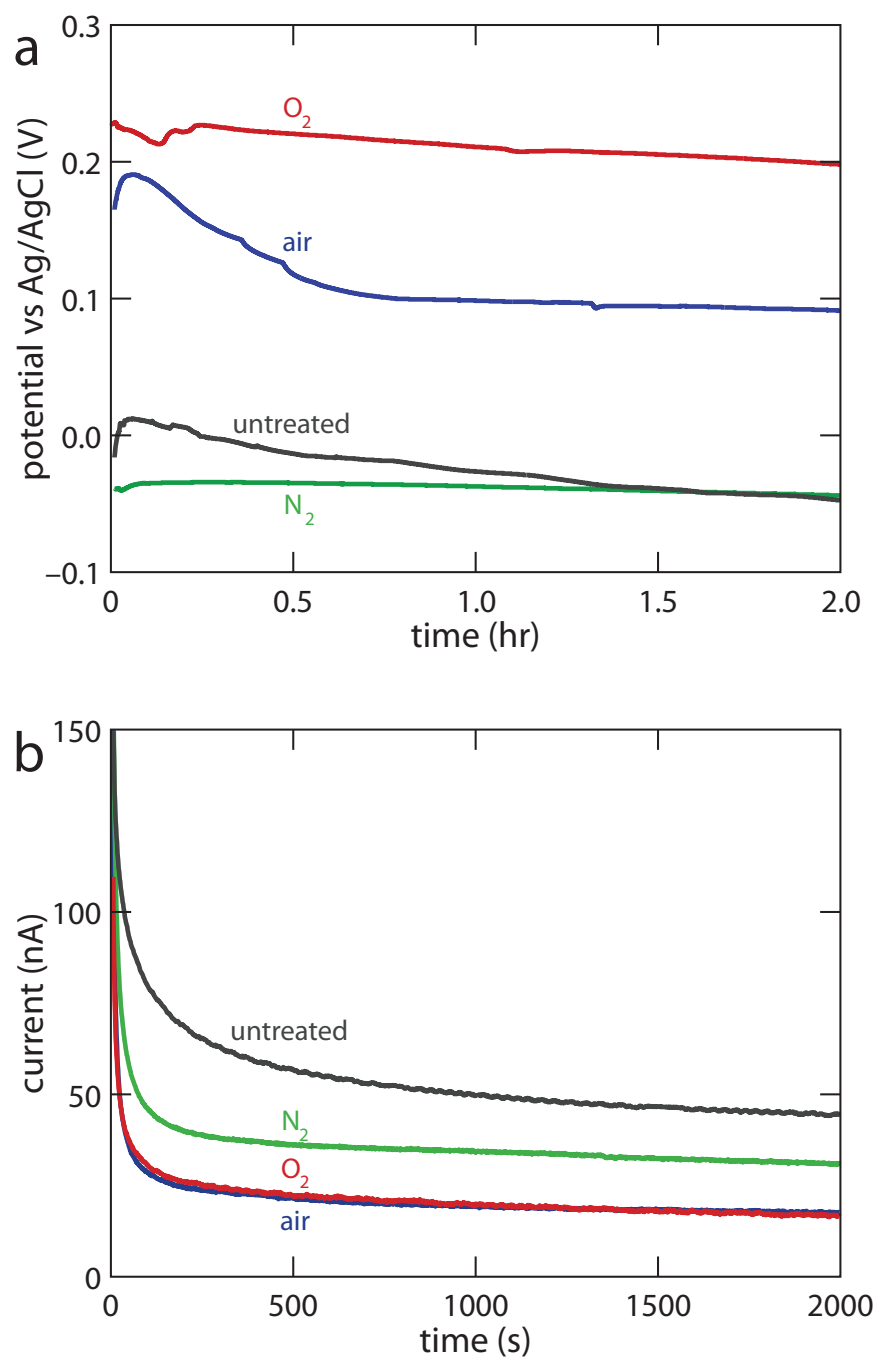 a
potential vs Ag/AgCl (V)
0.3
0.2
0.1
0.0
−0.1
O2
air
untreated
N2
0 0.5 1.0 1.5 2.0
time (hr)
b
current (nA)
150
100
50
0
untreated
N2
O2
air
0 500 1000 1500 2000
time (s)